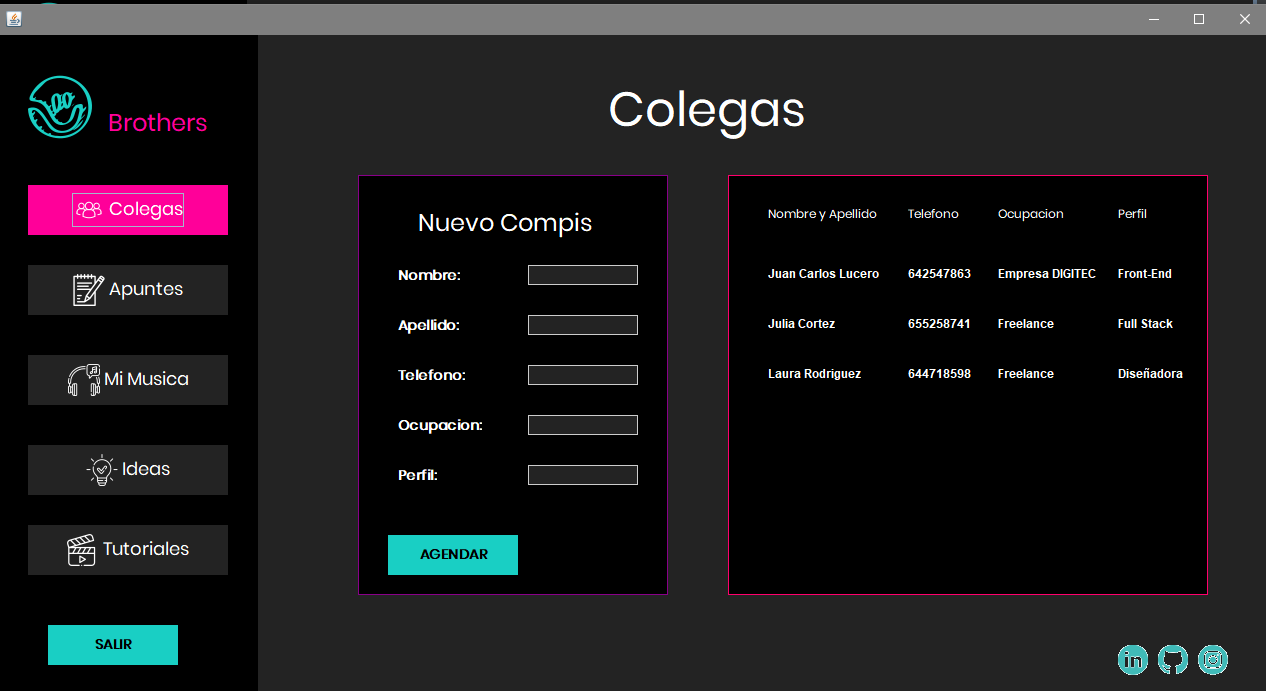 Brothers
Colegas
Apuntes
Mi Musica
Ideas
Tutoriales
SALIR
Colegas
Nuevo Compis
Nombre:
Apellido:
Telefono:
Ocupacion:
Perfil:
AGENDAR
Nombre y Apellido Telefono Ocupacion Perfil
Juan Carlos Lucero 642547863 Empresa DIGITEC Front-End
Julia Cortez 655258741 Freelance Full Stack
Laura Rodriguez 644718598 Freelance Diseñadora
in